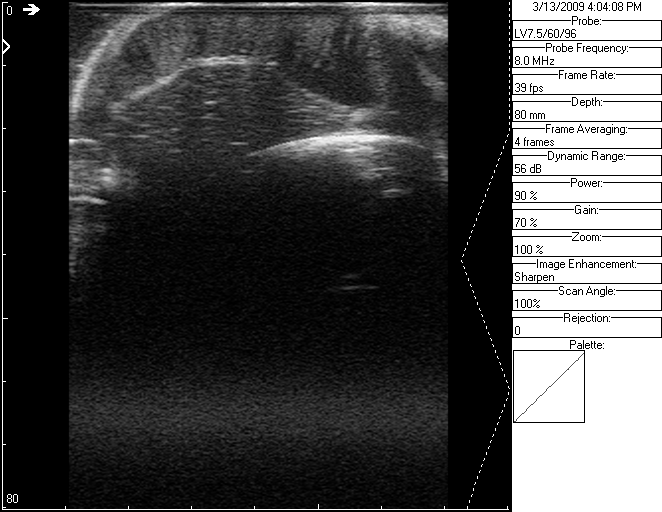 0
80
3/13/2009 4:04:08 PM
Probe:
LV7.5/60/96
Probe Frequency:
8.0 MHz
Frame Rate:
39 fps
Depth:
80 mm
Frame Averaging:
4 frames
Dynamic Range:
56 dB
Power:
90 %
Gain:
70 %
Zoom:
100 %
Image Enhancement:
Sharpen
Scan Angle:
100%
Rejection:
0
Palette: